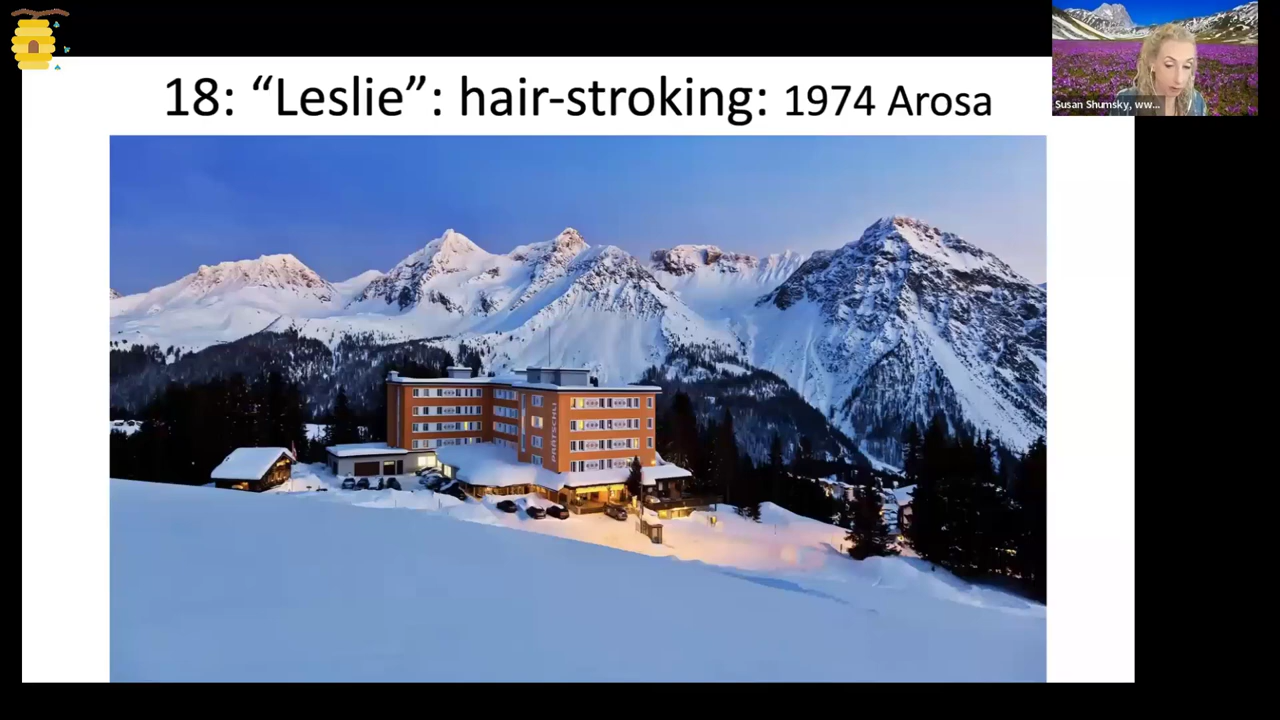 18: “Leslie”: hair-stroking: 1974 Arosa
Susan Shumsky, ww...
PRÄTSCHLI